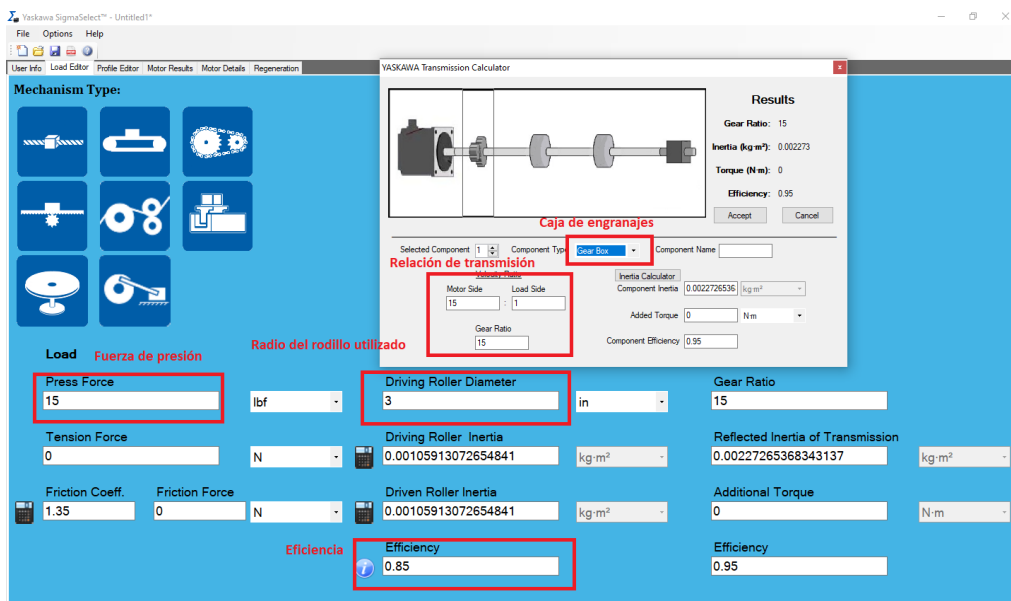 Yaskawa SigmaSelect™ - Untitled1*
File Options Help
User Info Load Editor Profile Editor Motor Results Motor Details Regeneration
Mechanism Type:
YASKAWA Transmission Calculator
x
Results
Gear Ratio: 15
Inertia (kg·m²): 0.002273
Torque (N·m): 0
Efficiency: 0.95
Accept Cancel
Caja de engranajes
Selected Component 1 Component Type Gear Box Component Name
Relación de transmisión
Velocity Ratio
Motor Side Load Side
15 : 1
Gear Ratio
15
Inertia Calculator
Component Inertia 0.0022726536 kg·m²
Added Torque 0 N·m
Component Efficiency 0.95
Load Fuerza de presión
Radio del rodillo utilizado
Press Force
15 lbf
Driving Roller Diameter
3 in
Gear Ratio
15
Tension Force
0 N
Driving Roller Inertia
0.00105913072654841 kg·m²
Reflected Inertia of Transmission
0.00227265368343137 kg·m²
Friction Coeff. Friction Force
1.35 0 N
Driven Roller Inertia
0.00105913072654841 kg·m²
Additional Torque
0 N·m
Eficiencia
Efficiency
i 0.85
Efficiency
0.95